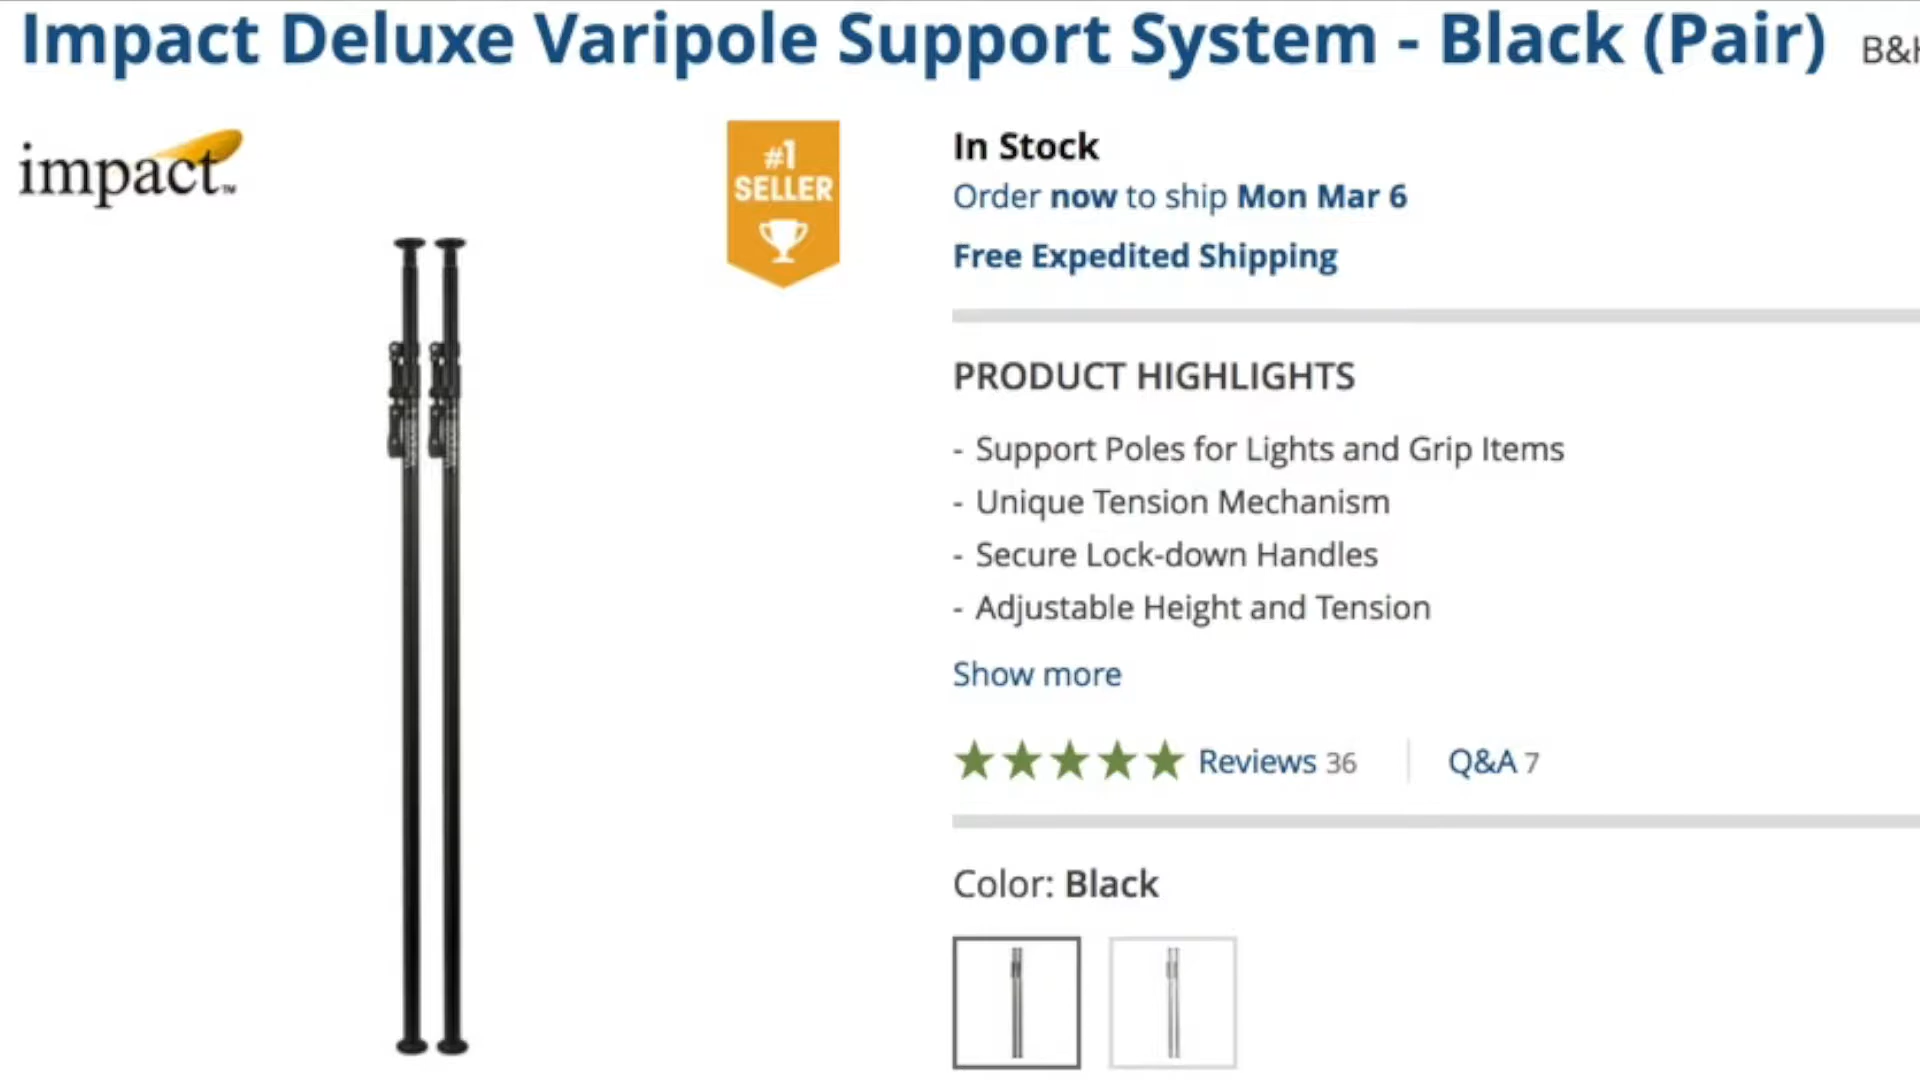 Impact Deluxe Varipole Support System - Black (Pair) B&H
impact™
#1
SELLER
In Stock
Order now to ship Mon Mar 6
Free Expedited Shipping
PRODUCT HIGHLIGHTS
- Support Poles for Lights and Grip Items
- Unique Tension Mechanism
- Secure Lock-down Handles
- Adjustable Height and Tension
Show more
Reviews 36
Q&A 7
Color: Black